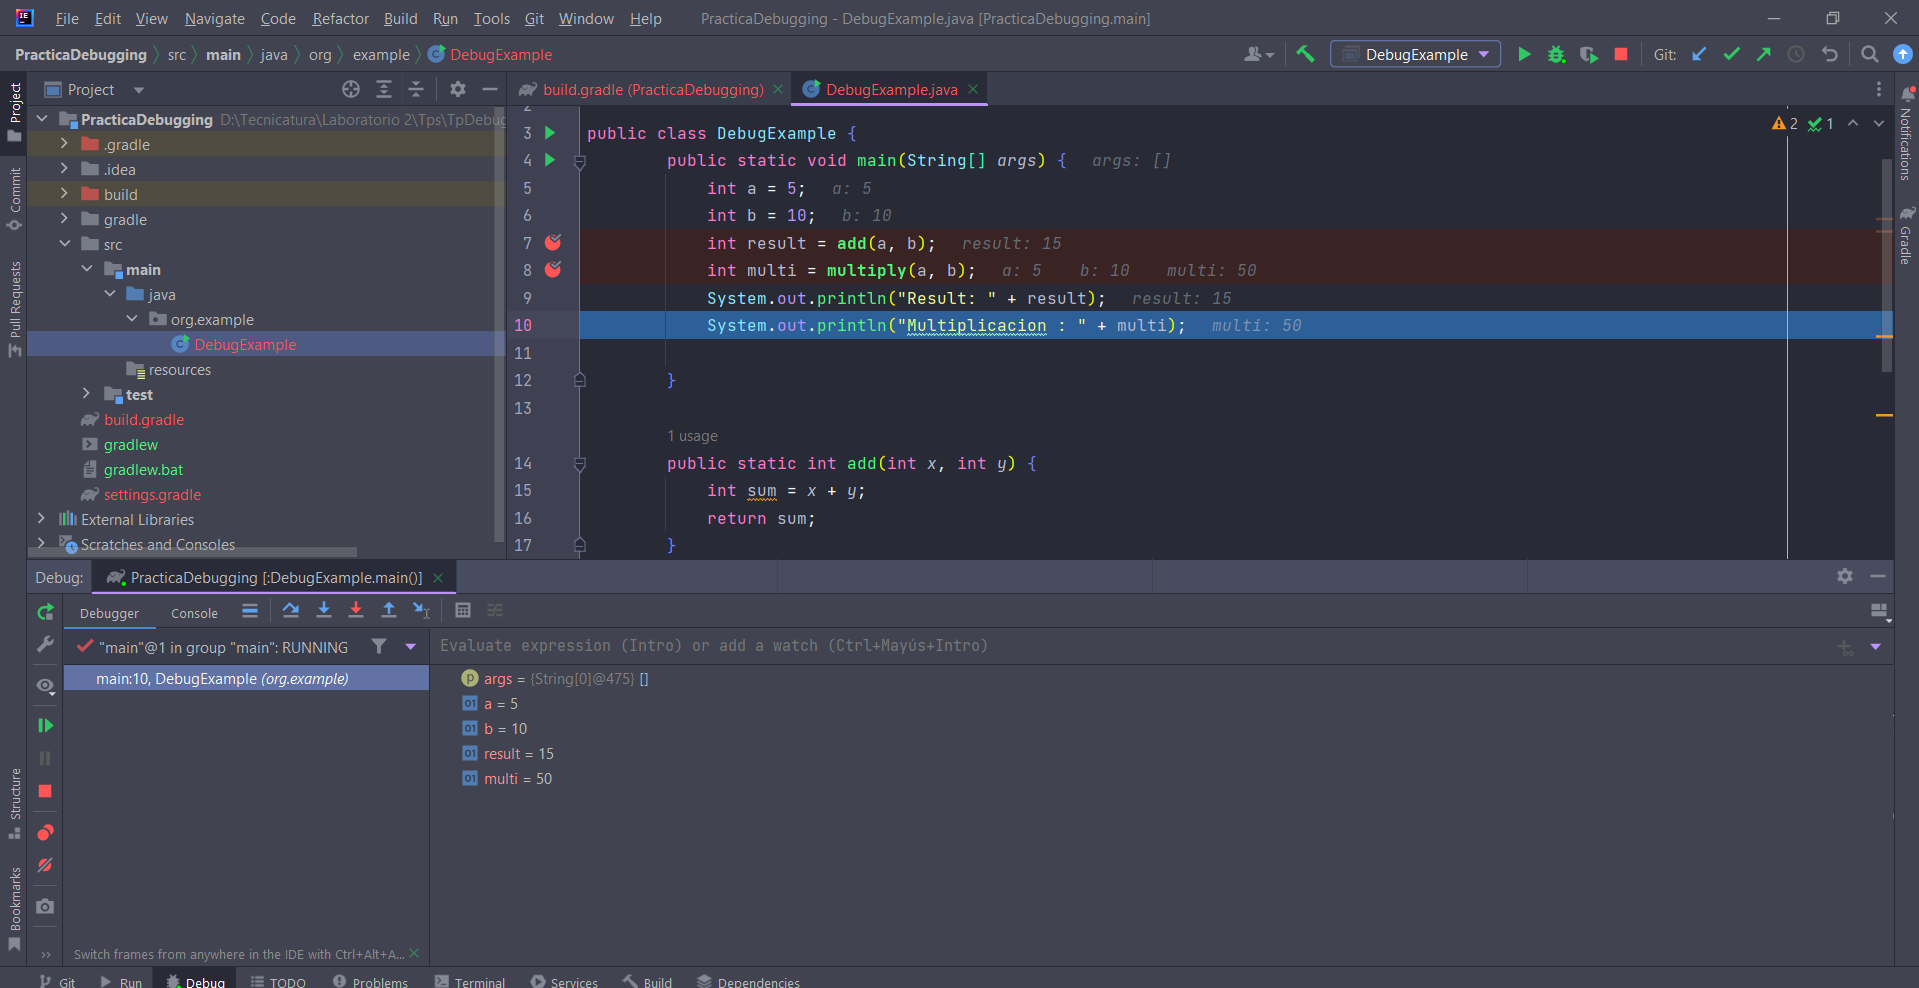 File Edit View Navigate Code Refactor Build Run Tools Git Window Help PracticaDebugging - DebugExample.java [PracticaDebugging.main]
PracticaDebugging src main java org example DebugExample DebugExample Git:
Project
build.gradle (PracticaDebugging) DebugExample.java
PracticaDebugging D:\Tecnicatura\Laboratorio 2\Tps\TpDebug
.gradle
.idea
build
gradle
src
main
java
org.example
DebugExample
resources
test
build.gradle
gradlew
gradlew.bat
settings.gradle
External Libraries
Scratches and Consoles
2
3 public class DebugExample {
4 public static void main(String[] args) { args: []
5 int a = 5; a: 5
6 int b = 10; b: 10
7 int result = add(a, b); result: 15
8 int multi = multiply(a, b); a: 5 b: 10 multi: 50
9 System.out.println("Result: " + result); result: 15
10 System.out.println("Multiplicacion : " + multi); multi: 50
11
12 }
13
1 usage
14 public static int add(int x, int y) {
15 int sum = x + y;
16 return sum;
17 }
2 1
Project
Commit
Pull Requests
Structure
Bookmarks
Notifications
Gradle
Debug: PracticaDebugging [:DebugExample.main()]
Debugger Console
"main"@1 in group "main": RUNNING
main:10, DebugExample (org.example)
Evaluate expression (Intro) or add a watch (Ctrl+Mayús+Intro)
args = {String[0]@475} []
a = 5
b = 10
result = 15
multi = 50
Switch frames from anywhere in the IDE with Ctrl+Alt+A...
Git Run Debug TODO Problems Terminal Services Build Dependencies